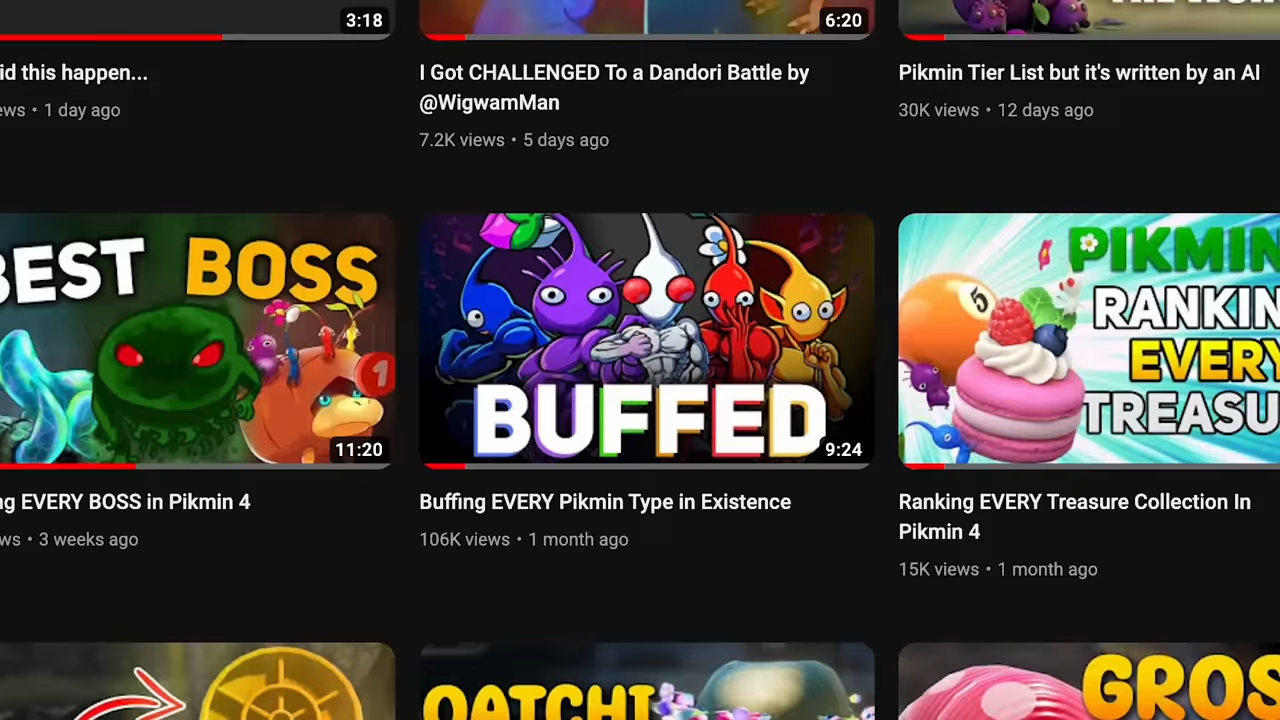 3:18
6:20
id this happen...
I Got CHALLENGED To a Dandori Battle by
@WigwamMan
Pikmin Tier List but it's written by an AI
ews • 1 day ago
7.2K views • 5 days ago
30K views • 12 days ago
BEST BOSS
1
11:20
BUFFED
9:24
5
PIKMIN
RANKIN
EVERY
TREASU
ng EVERY BOSS in Pikmin 4
ws • 3 weeks ago
Buffing EVERY Pikmin Type in Existence
106K views • 1 month ago
Ranking EVERY Treasure Collection In
Pikmin 4
15K views • 1 month ago
OATCHI
GROS